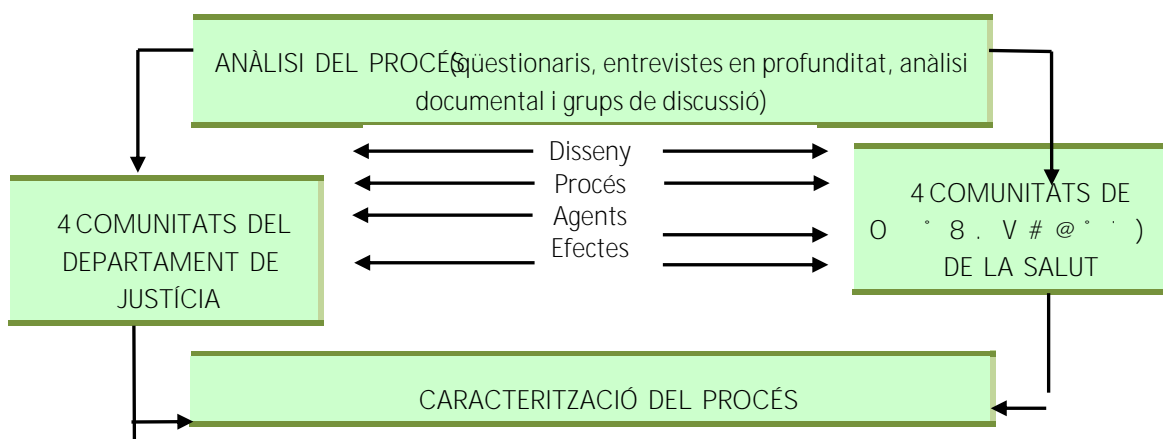 ANÀLISI DEL PROCÉS (qüestionaris, entrevistes en profunditat, anàlisi
documental i grups de discussió)
Disseny
Procés
Agents
Efectes
4 COMUNITATS DEL
DEPARTAMENT DE
JUSTÍCIA
4 COMUNITATS DE
DE LA SALUT
CARACTERITZACIÓ DEL PROCÉS